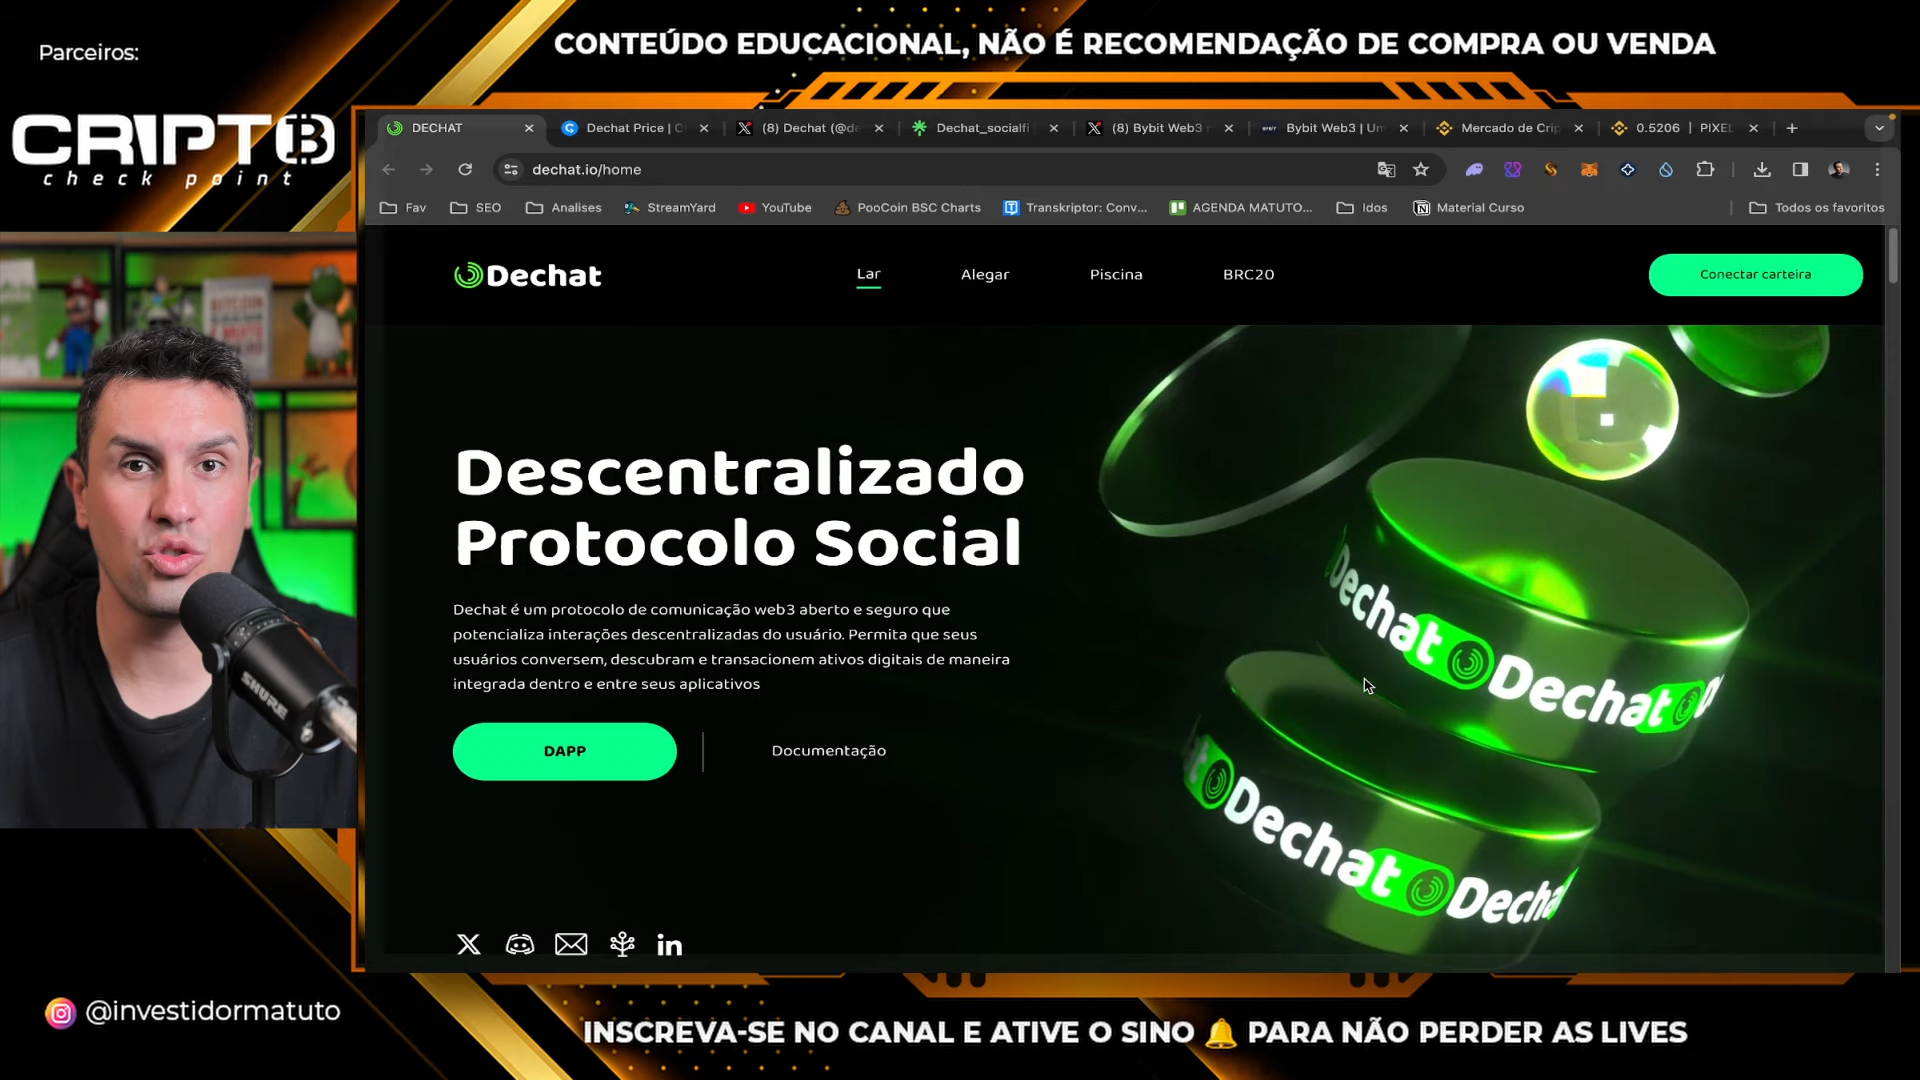 Parceiros:
CONTEÚDO EDUCACIONAL, NÃO É RECOMENDAÇÃO DE COMPRA OU VENDA
CRIPTO
check point
DECHAT
Dechat Price | C
(8) Dechat (@de
Dechat_socialfi
(8) Bybit Web3
Bybit Web3 | Um
Mercado de Crip
0.5206 | PIXEL
dechat.io/home
Fav
SEO
Analises
StreamYard
YouTube
PooCoin BSC Charts
Transkriptor: Conv...
AGENDA MATUTO...
Idos
Material Curso
Todos os favoritos
Dechat
Lar
Alegar
Piscina
BRC20
Conectar carteira
Descentralizado
Protocolo Social
Dechat é um protocolo de comunicação web3 aberto e seguro que
potencializa interações descentralizadas do usuário. Permita que seus
usuários conversem, descubram e transacionem ativos digitais de maneira
integrada dentro e entre seus aplicativos
DAPP
Documentação
Dechat Dechat D
t Dechat Decha
SHURE
@investidormatuto
INSCREVA-SE NO CANAL E ATIVE O SINO 🔔 PARA NÃO PERDER AS LIVES